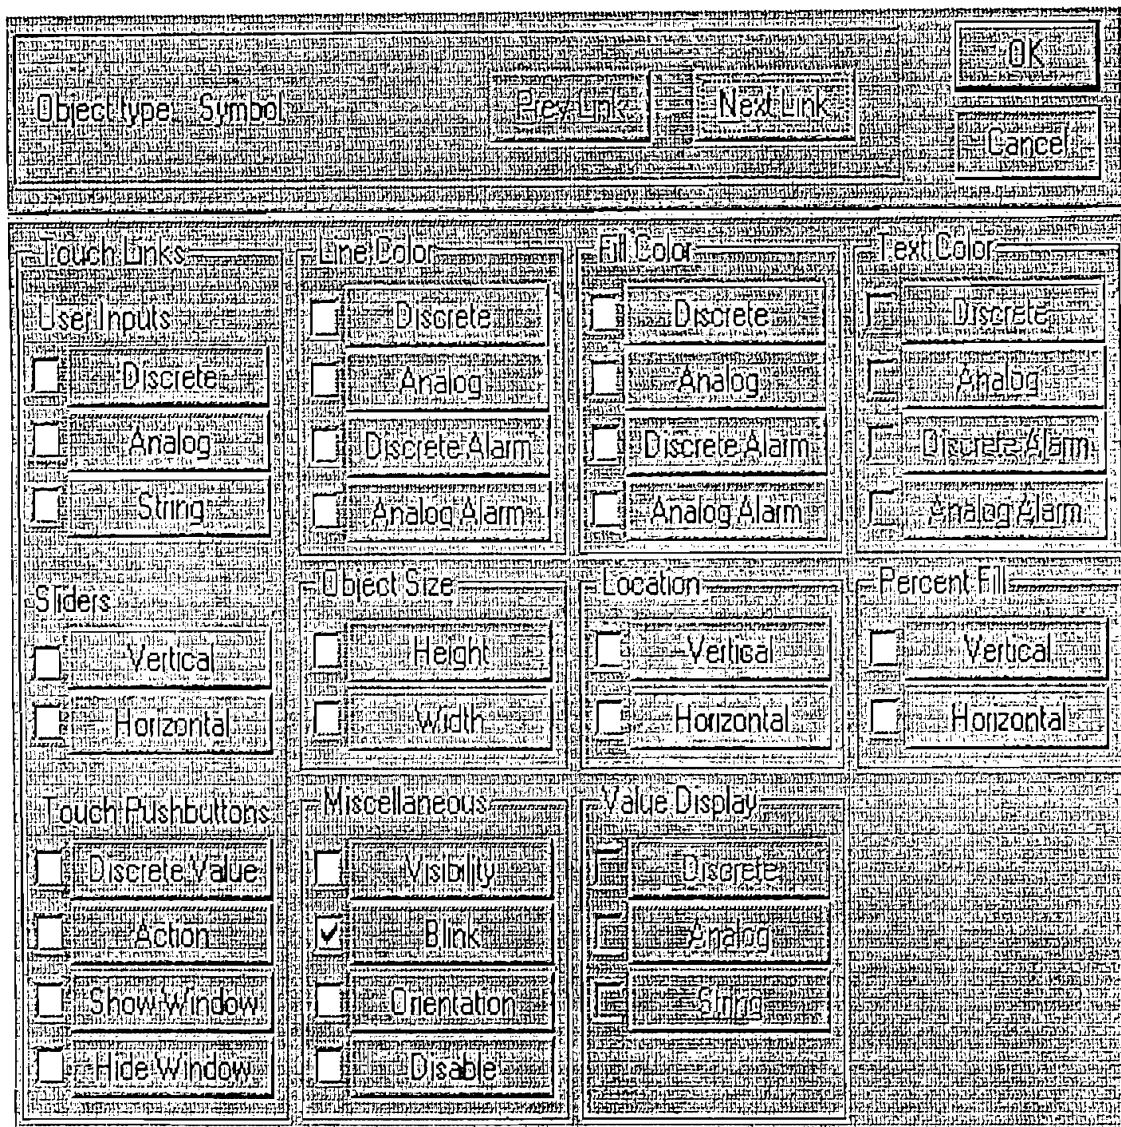 OK
Object type: Symbol
Prev Link
Next Link
Cancel
Touch Links
User Inputs
Discrete
Analog
String
Sliders
Vertical
Horizontal
Touch Pushbuttons
Discrete Value
Action
Show Window
Hide Window
Line Color
Discrete
Analog
Discrete Alarm
Analog Alarm
Object Size
Height
Width
Miscellaneous
Visibility
Blink
Orientation
Disable
Fill Color
Discrete
Analog
Discrete Alarm
Analog Alarm
Location
Vertical
Horizontal
Value Display
Discrete
Analog
String
Text Color
Discrete
Analog
Discrete Alarm
Analog Alarm
Percent Fill
Vertical
Horizontal